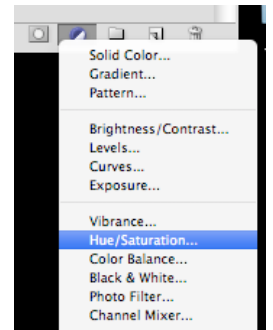 Solid Color...
Gradient...
Pattern...
Brightness/Contrast...
Levels...
Curves...
Exposure...
Vibrance...
Hue/Saturation...
Color Balance...
Black & White...
Photo Filter...
Channel Mixer...